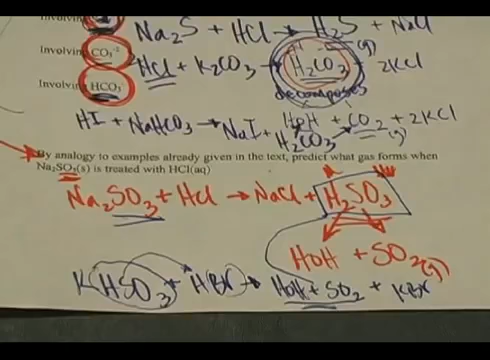 Na₂S + HCl → H₂S + NaCl
Involving CO₃⁻² 2HCl + K₂CO₃ → H₂CO₃ + 2KCl
(g)
Involving HCO₃⁻ decomposes
HOH + CO₂ + 2KCl
(g)
HI + NaHCO₃ → NaI + H₂CO₃
By analogy to examples already given in the text, predict what gas forms when
Na₂SO₃(s) is treated with HCl(aq)
Na₂SO₃ + HCl → NaCl + H₂SO₃
HOH + SO₂(g)
KHSO₃ + HBr → HOH + SO₂ + KBr